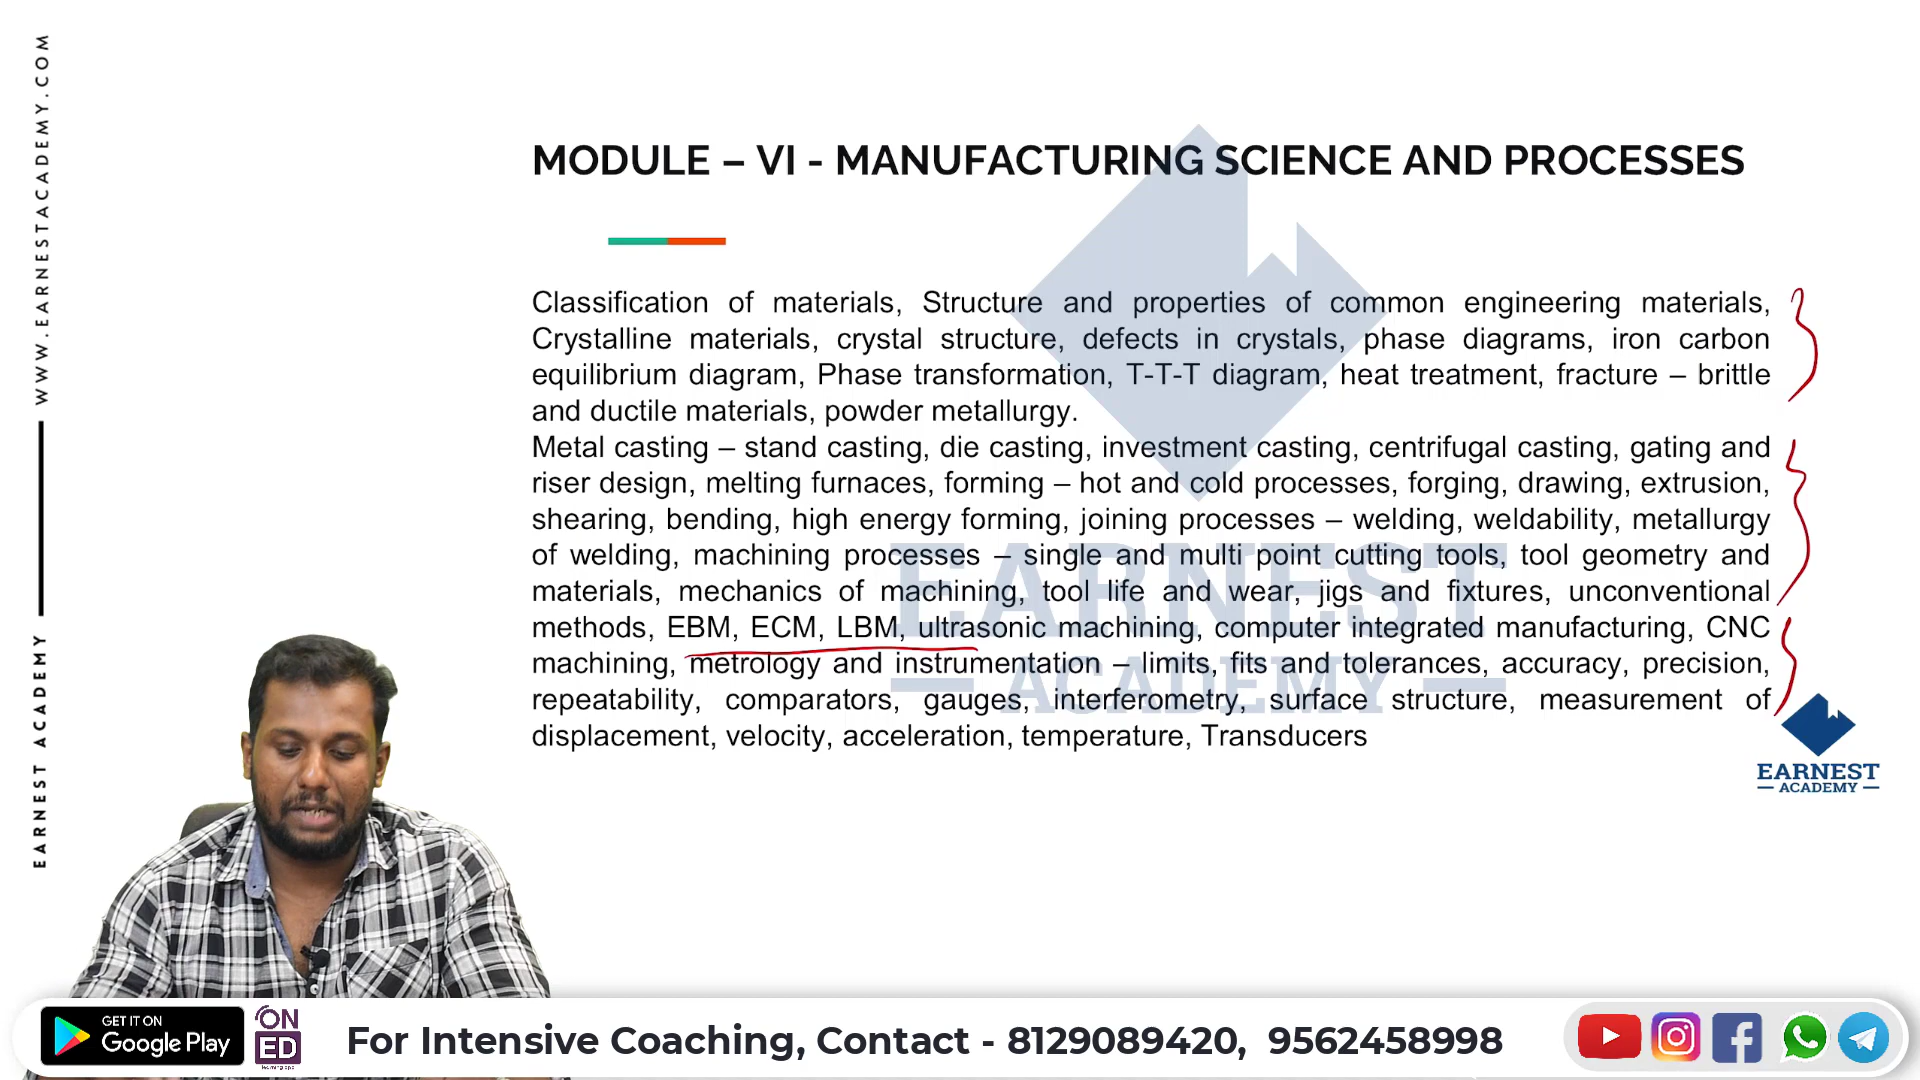 WWW.EARNESTACADEMY.COM
EARNEST ACADEMY
MODULE – VI - MANUFACTURING SCIENCE AND PROCESSES
Classification of materials, Structure and properties of common engineering materials,
Crystalline materials, crystal structure, defects in crystals, phase diagrams, iron carbon
equilibrium diagram, Phase transformation, T-T-T diagram, heat treatment, fracture – brittle
and ductile materials, powder metallurgy.
Metal casting – stand casting, die casting, investment casting, centrifugal casting, gating and
riser design, melting furnaces, forming – hot and cold processes, forging, drawing, extrusion,
shearing, bending, high energy forming, joining processes – welding, weldability, metallurgy
of welding, machining processes – single and multi point cutting tools, tool geometry and
materials, mechanics of machining, tool life and wear, jigs and fixtures, unconventional
methods, EBM, ECM, LBM, ultrasonic machining, computer integrated manufacturing, CNC
machining, metrology and instrumentation – limits, fits and tolerances, accuracy, precision,
repeatability, comparators, gauges, interferometry, surface structure, measurement of
displacement, velocity, acceleration, temperature, Transducers
EARNEST
ACADEMY
EARNEST
ACADEMY
GET IT ON
Google Play
ON
ED
For Intensive Coaching, Contact - 8129089420, 9562458998